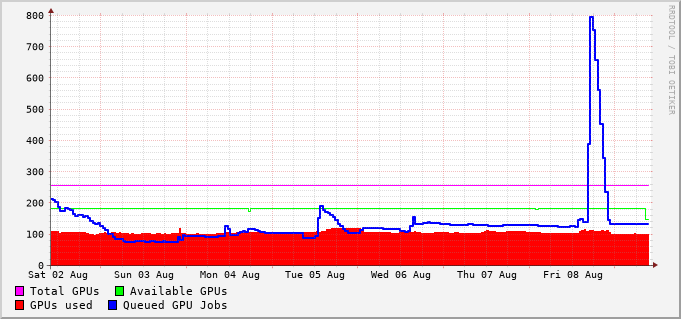 800
700
600
500
400
300
200
100
0
Sat 02 Aug Sun 03 Aug Mon 04 Aug Tue 05 Aug Wed 06 Aug Thu 07 Aug Fri 08 Aug
Total GPUs Available GPUs
GPUs used Queued GPU Jobs
RRDTOOL / TOBI OETIKER